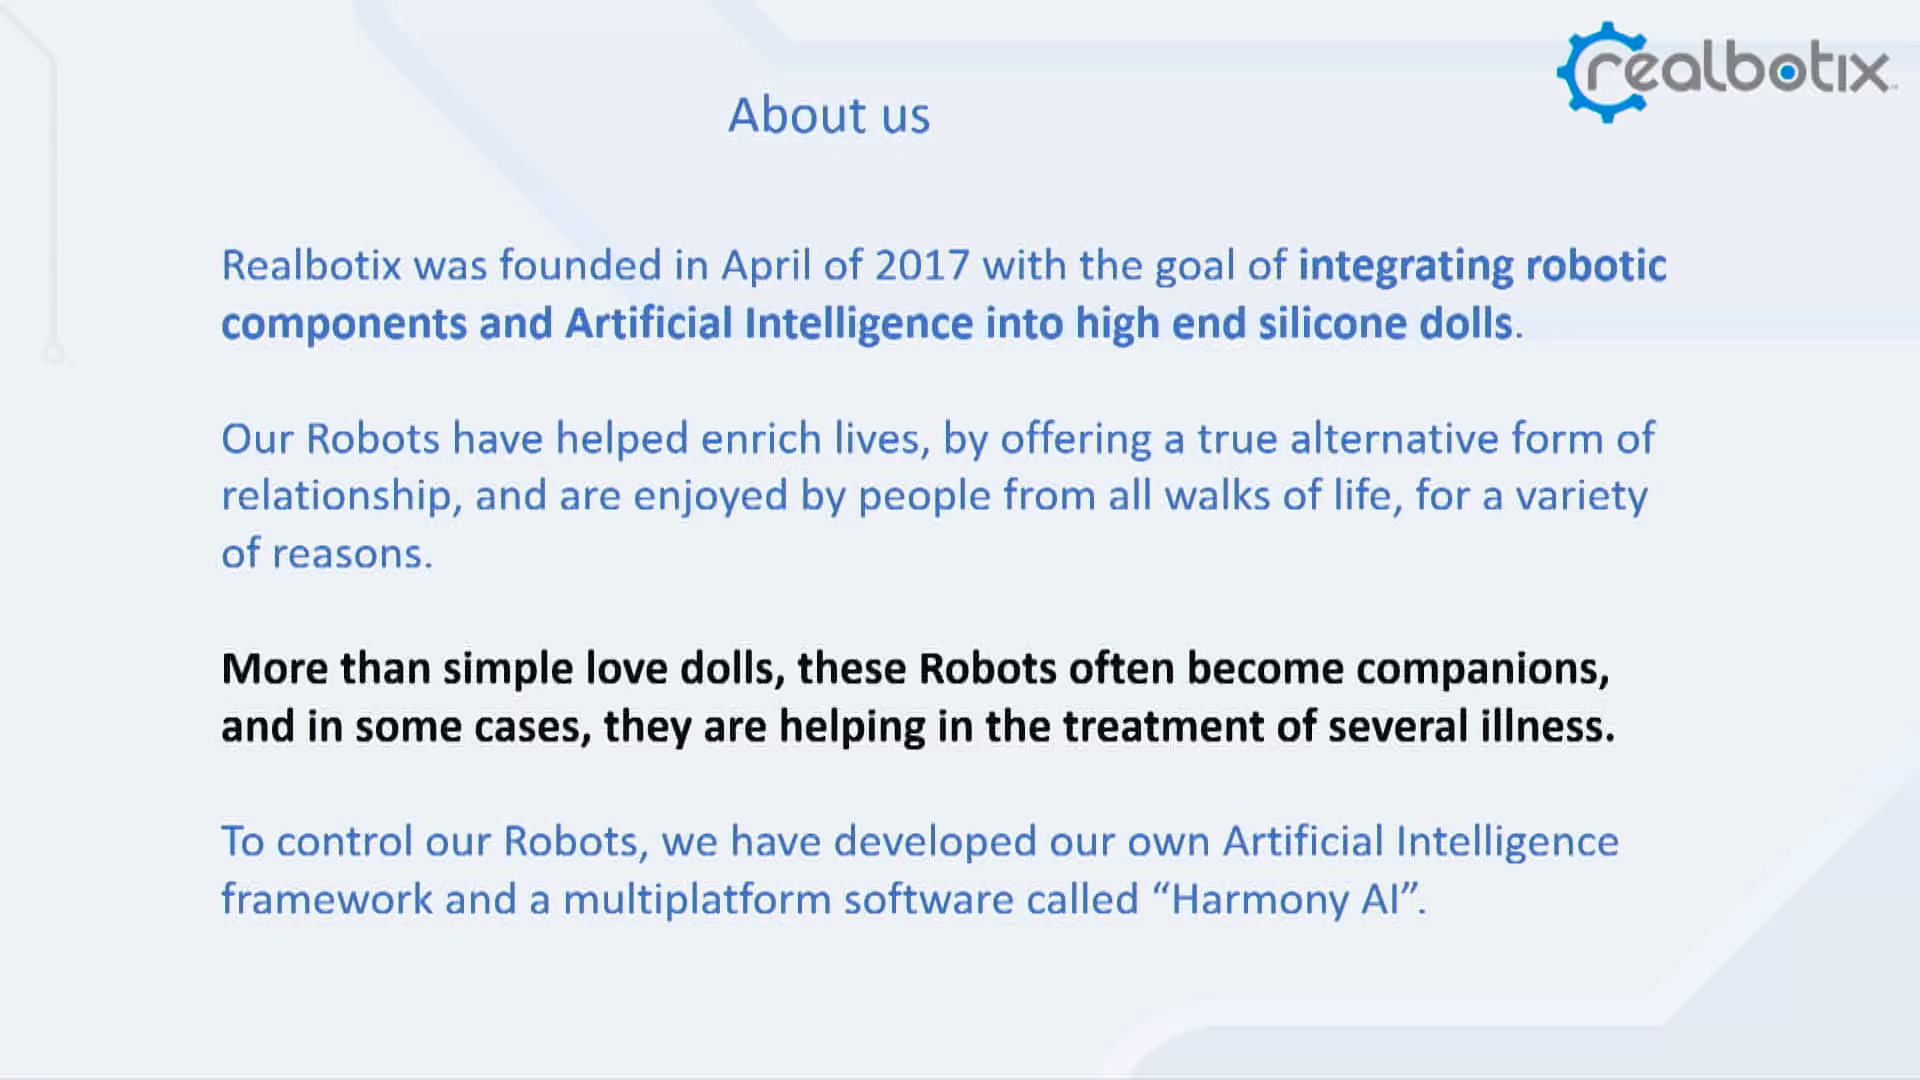 realbotix
About us
Realbotix was founded in April of 2017 with the goal of integrating robotic
components and Artificial Intelligence into high end silicone dolls.
Our Robots have helped enrich lives, by offering a true alternative form of
relationship, and are enjoyed by people from all walks of life, for a variety
of reasons.
More than simple love dolls, these Robots often become companions,
and in some cases, they are helping in the treatment of several illness.
To control our Robots, we have developed our own Artificial Intelligence
framework and a multiplatform software called “Harmony AI”.